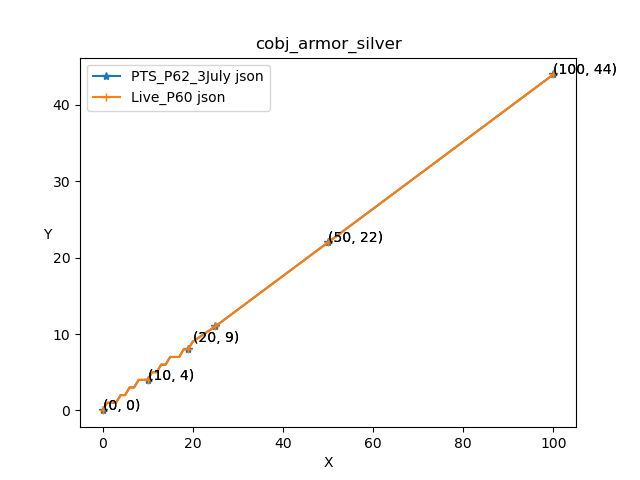 cobj_armor_silver
PTS_P62_3July json
Live_P60 json
(100, 44)
40
30
(50, 22)
Y
20
(20, 9)
10
(10, 4)
(0, 0)
0
0 20 40 60 80 100
X